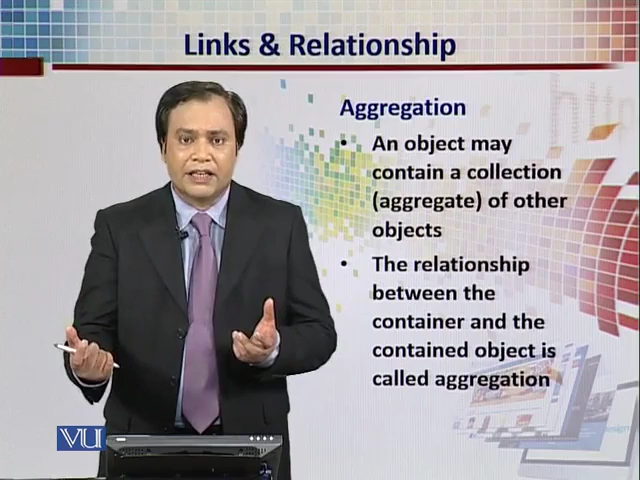 Links & Relationship
Aggregation
• An object may
contain a collection
(aggregate) of other
objects
• The relationship
between the
container and the
contained object is
called aggregation
VU